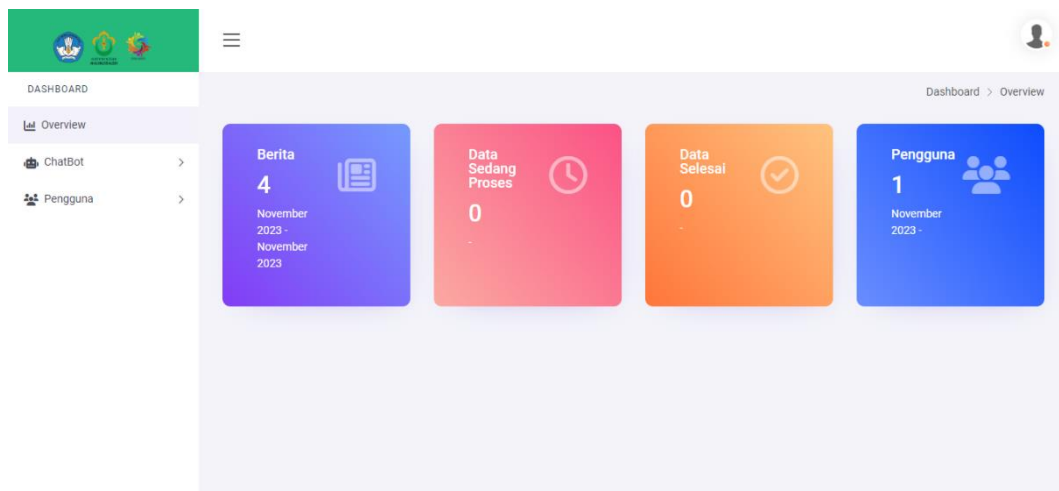 DASHBOARD
Dashboard > Overview
Overview
ChatBot
Pengguna
Berita
4
November
2023 -
November
2023
Data
Sedang
Proses
0
-
Data
Selesai
0
-
Pengguna
1
November
2023 -